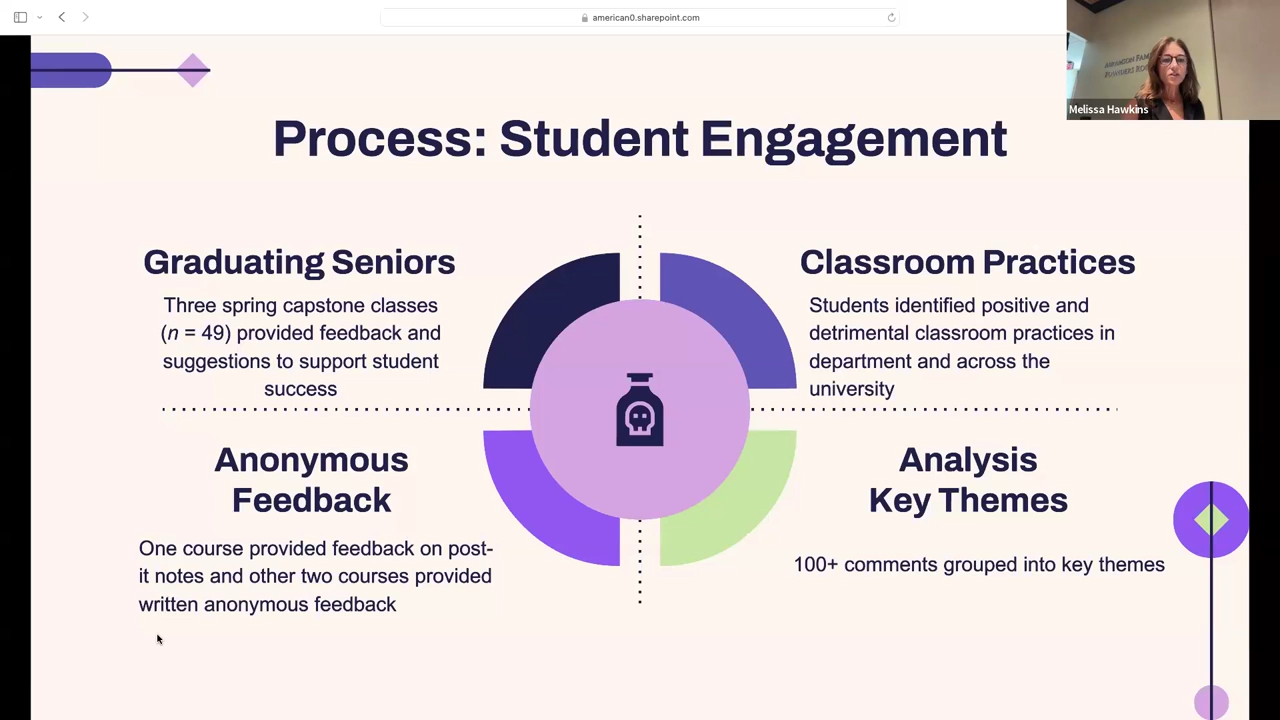 american0.sharepoint.com
Melissa Hawkins
Process: Student Engagement
Graduating Seniors
Three spring capstone classes
(n = 49) provided feedback and
suggestions to support student
success
Classroom Practices
Students identified positive and
detrimental classroom practices in
department and across the
university
Anonymous
Feedback
One course provided feedback on post-
it notes and other two courses provided
written anonymous feedback
Analysis
Key Themes
100+ comments grouped into key themes